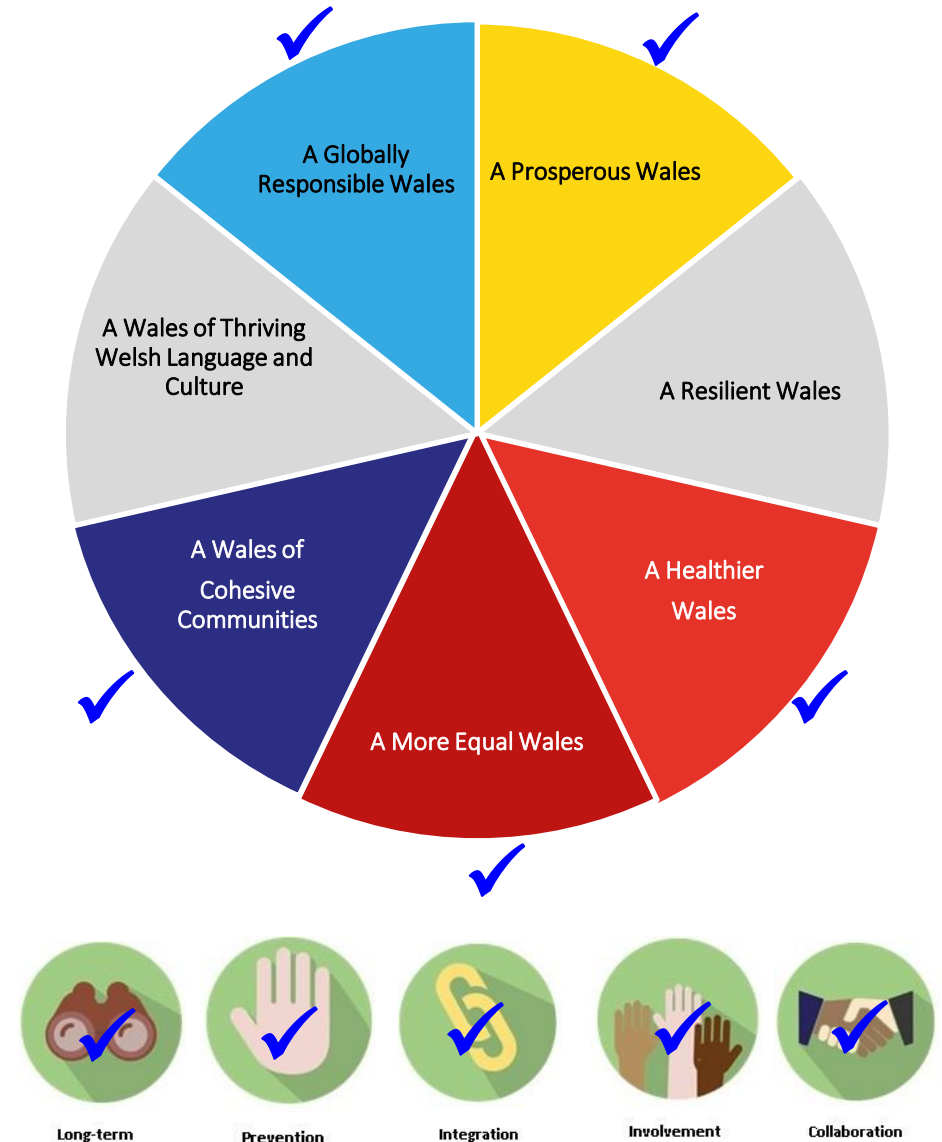 A Globally
Responsible Wales
A Prosperous Wales
A Wales of Thriving
Welsh Language and
Culture
A Resilient Wales
A Wales of
Cohesive
Communities
A Healthier
Wales
A More Equal Wales
Long-term
Prevention
Integration
Involvement
Collaboration